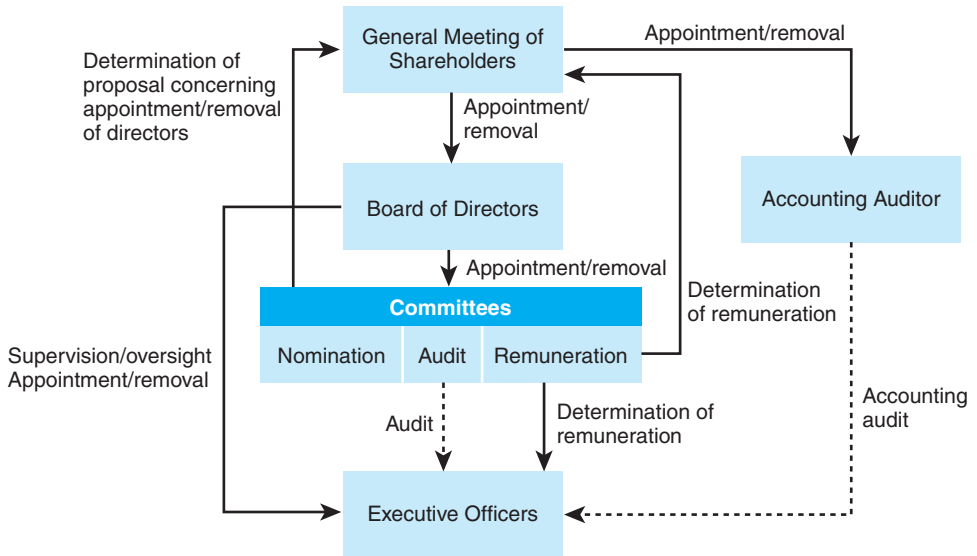 General Meeting of
Shareholders
Appointment/removal
Determination of
proposal concerning
appointment/removal
of directors
Appointment/
removal
Board of Directors
Accounting Auditor
Appointment/removal
Committees
Nomination
Audit
Remuneration
Determination
of remuneration
Supervision/oversight
Appointment/removal
Audit
Determination of
remuneration
Accounting
audit
Executive Officers